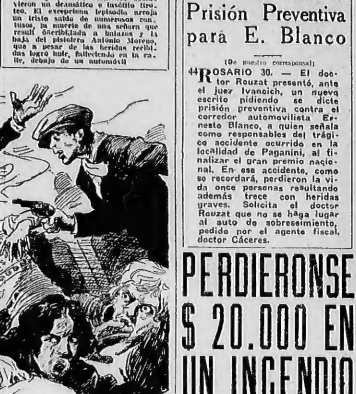 vieron un dramático e insólito tiro-
teo. El excepcional episodio arroja
un triste saldo de numerosos con-
tusos, la muerte de una señora que
resultó acribillada a balazos y la
baja del pistolero Antonio Moreno,
que a pesar de las heridas recibi-
das logró huir, falleciendo en la ca-
lle, debajo de un automóvil
Prisión Preventiva
para E. Blanco
(De nuestro corresponsal)
ROSARIO 30. — El doc-
tor Rouzat presentó, ante
el juez Ivancich, un nuevo
escrito pidiendo se dicte
prisión preventiva contra el
corredor automovilista Er-
nesto Blanco, a quien señala
como responsables del trági-
co accidente ocurrido en la
localidad de Paganini, al fi-
nalizar el gran premio nacio-
nal. En ese accidente, como
se recordará, perdieron la vi-
da once personas resultando
además trece con heridas
graves. Solicita el doctor
Rouzat que no se haga lugar
al auto de sobreseimiento,
pedido por el agente fiscal,
doctor Cáceres.
PERDIERONSE
$ 20.000 EN
UN INCENDIO